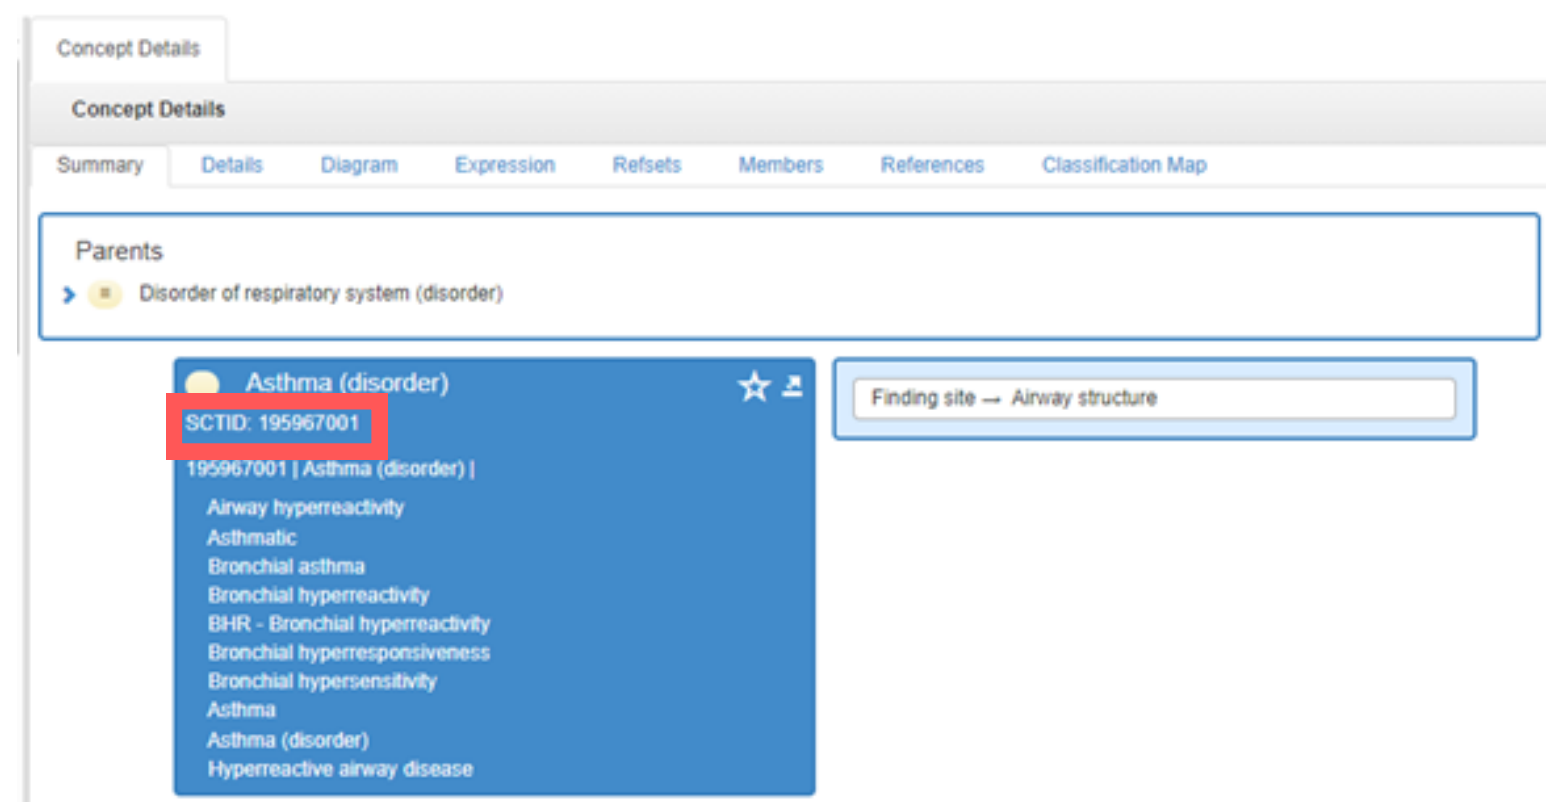 Concept Details
Concept Details
Summary Details Diagram Expression Refsets Members References Classification Map
Parents
= Disorder of respiratory system (disorder)
Asthma (disorder)
SCTID: 195967001
195967001 | Asthma (disorder) |
Airway hyperreactivity
Asthmatic
Bronchial asthma
Bronchial hyperreactivity
BHR - Bronchial hyperreactivity
Bronchial hyperresponsiveness
Bronchial hypersensitivity
Asthma
Asthma (disorder)
Hyperreactive airway disease
Finding site → Airway structure